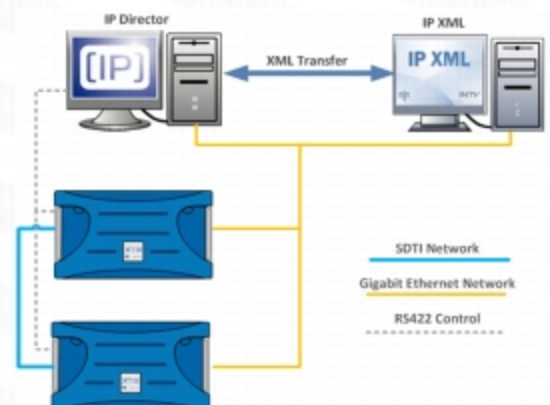 IP Director
IP XML
[IP]
XML Transfer
IP XML
SDTI Network
Gigabit Ethernet Network
RS422 Control